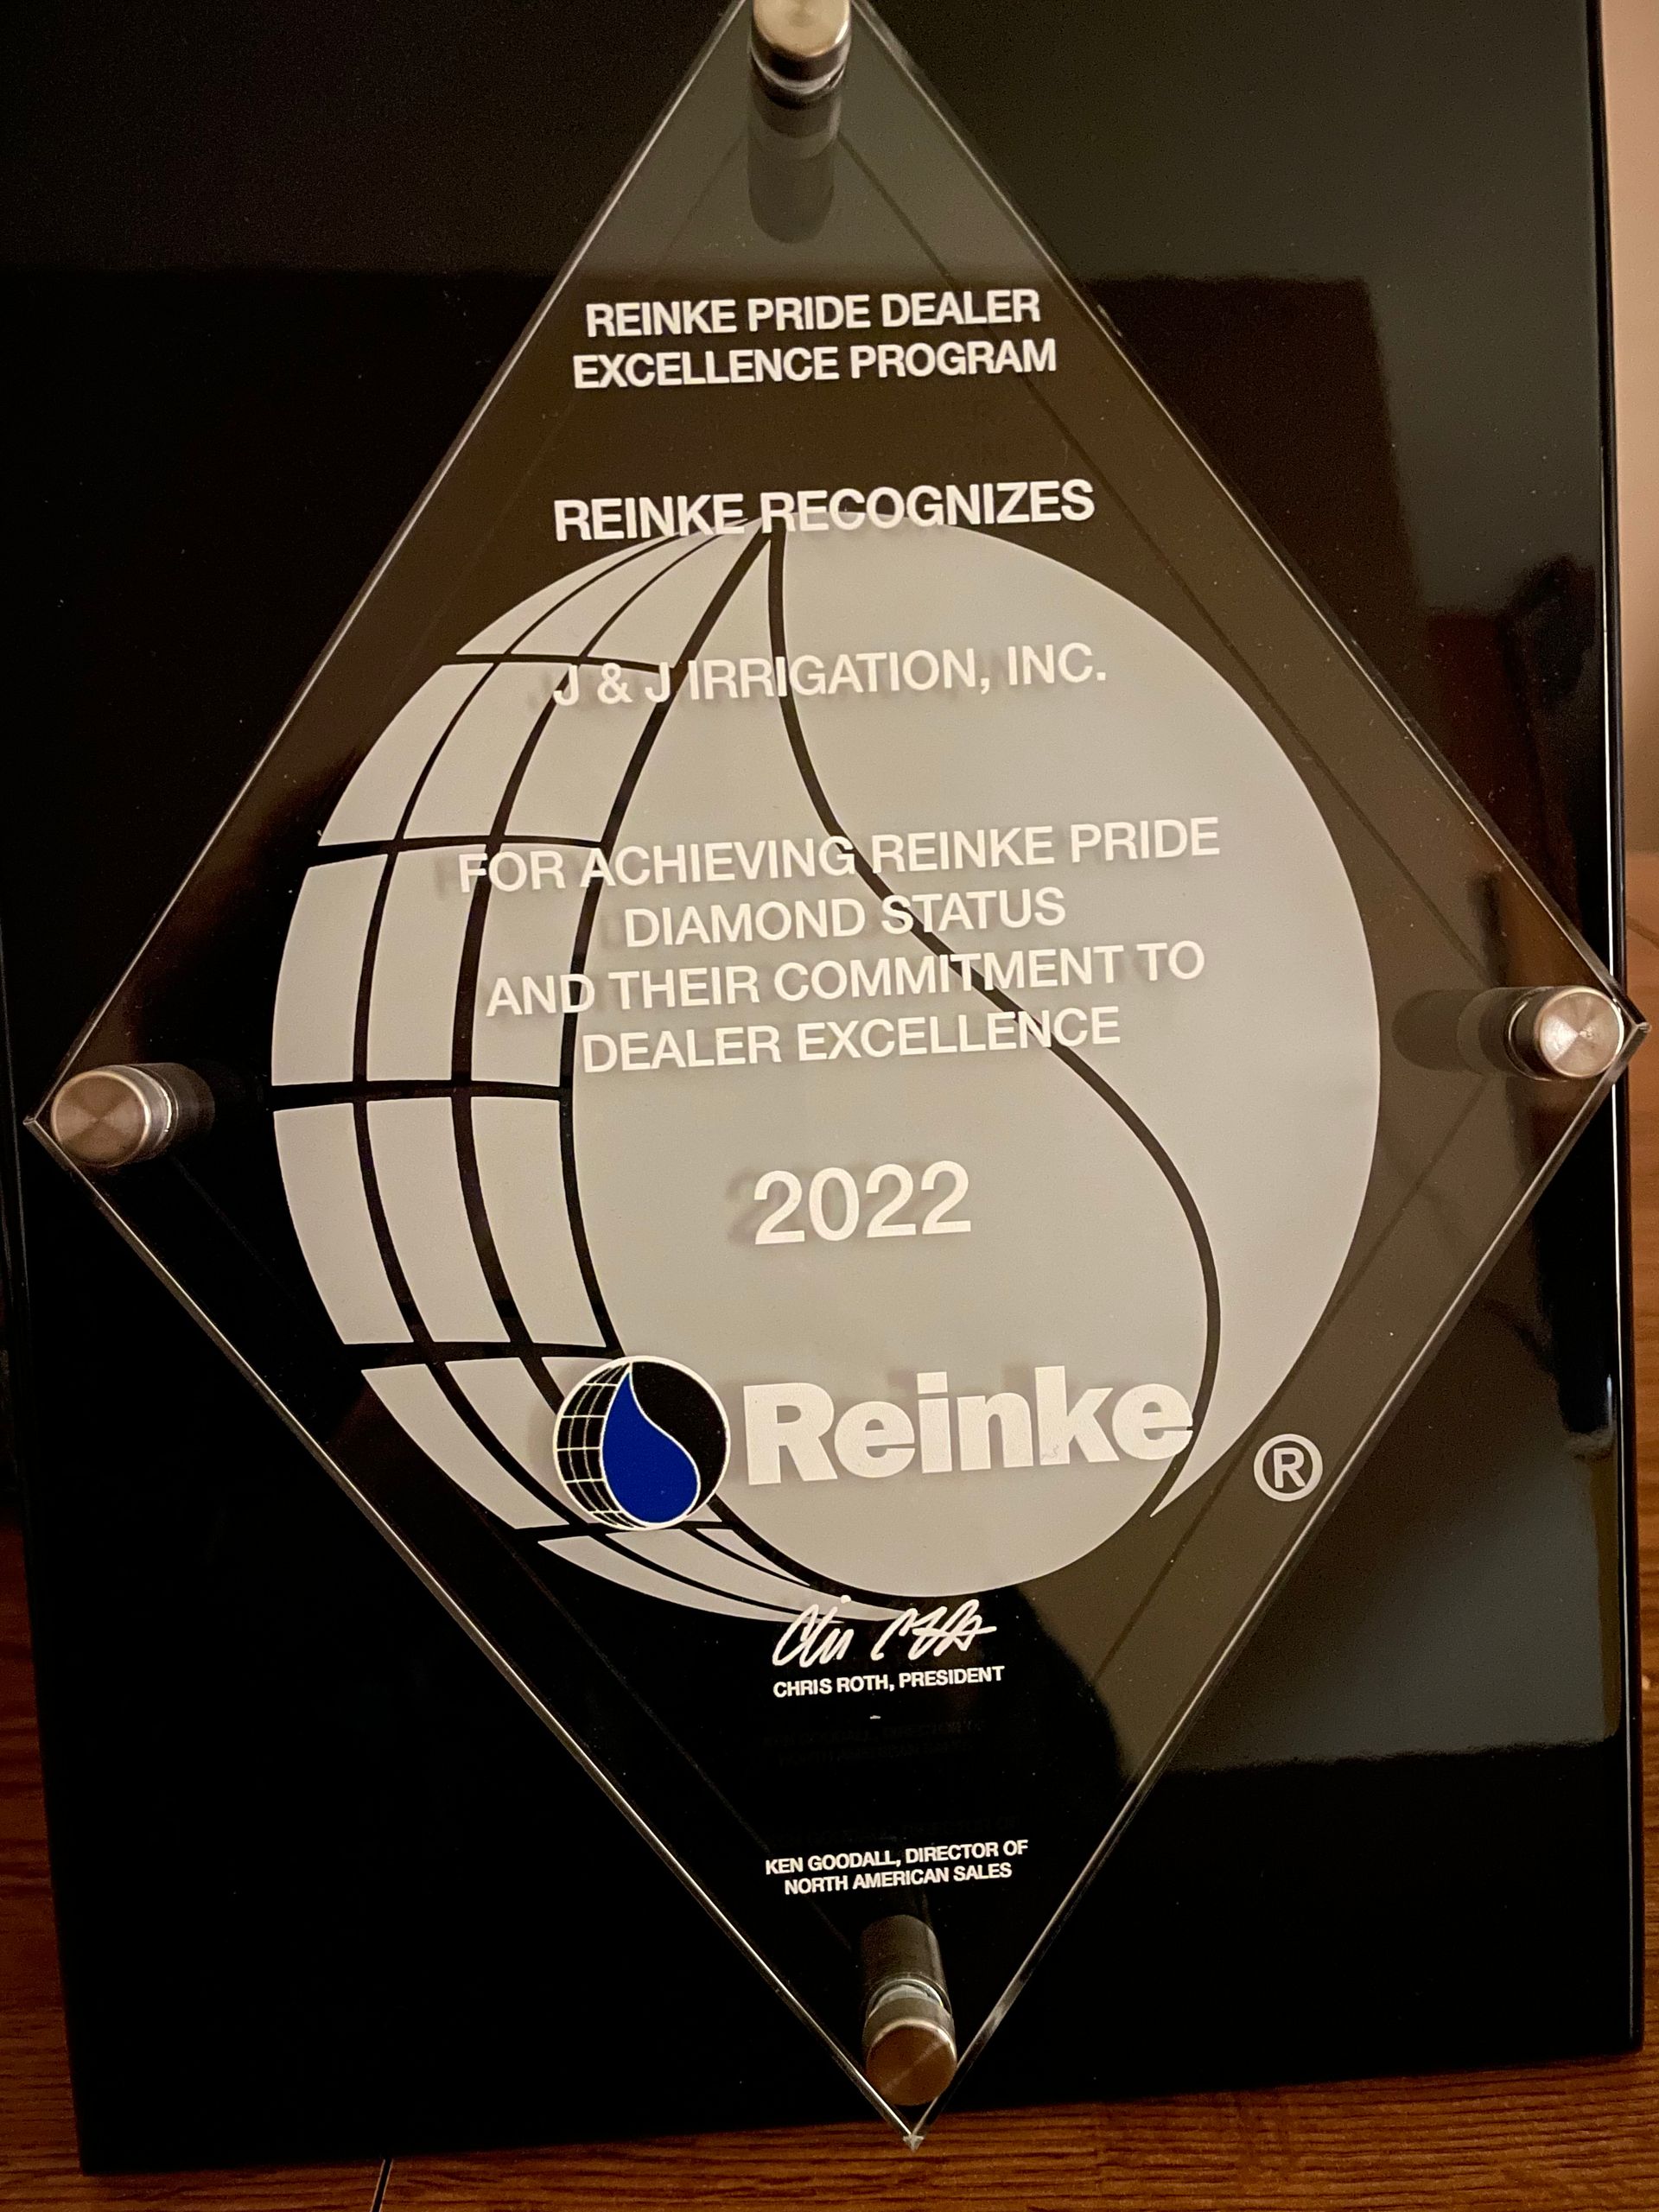 REINKE PRIDE DEALER
EXCELLENCE PROGRAM
REINKE RECOGNIZES
J & J IRRIGATION, INC.
FOR ACHIEVING REINKE PRIDE
DIAMOND STATUS
AND THEIR COMMITMENT TO
DEALER EXCELLENCE
2022
Reinke
®
CHRIS ROTH, PRESIDENT
KEN GOODALL, DIRECTOR OF
NORTH AMERICAN SALES